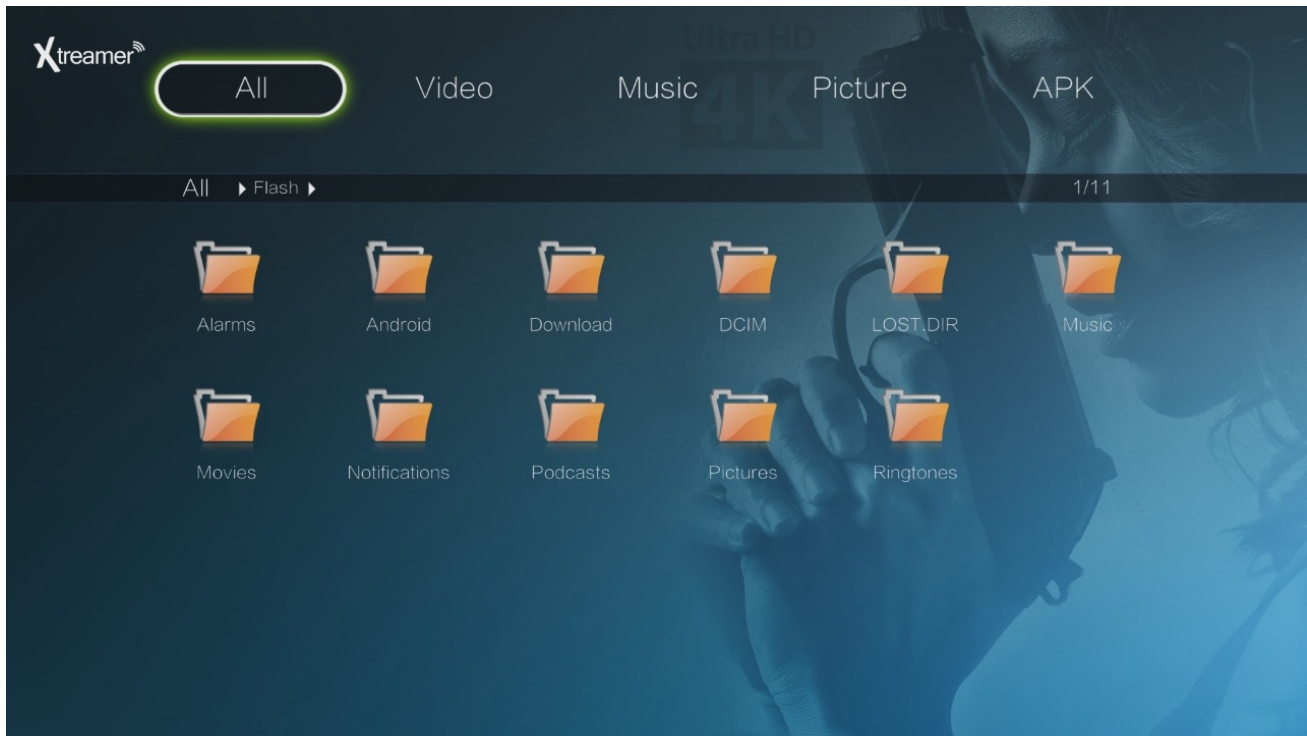 Xtreamer
Ultra HD
4K
All Video Music Picture APK
All Flash 1/11
Alarms Android Download DCIM LOST.DIR Music
Movies Notifications Podcasts Pictures Ringtones